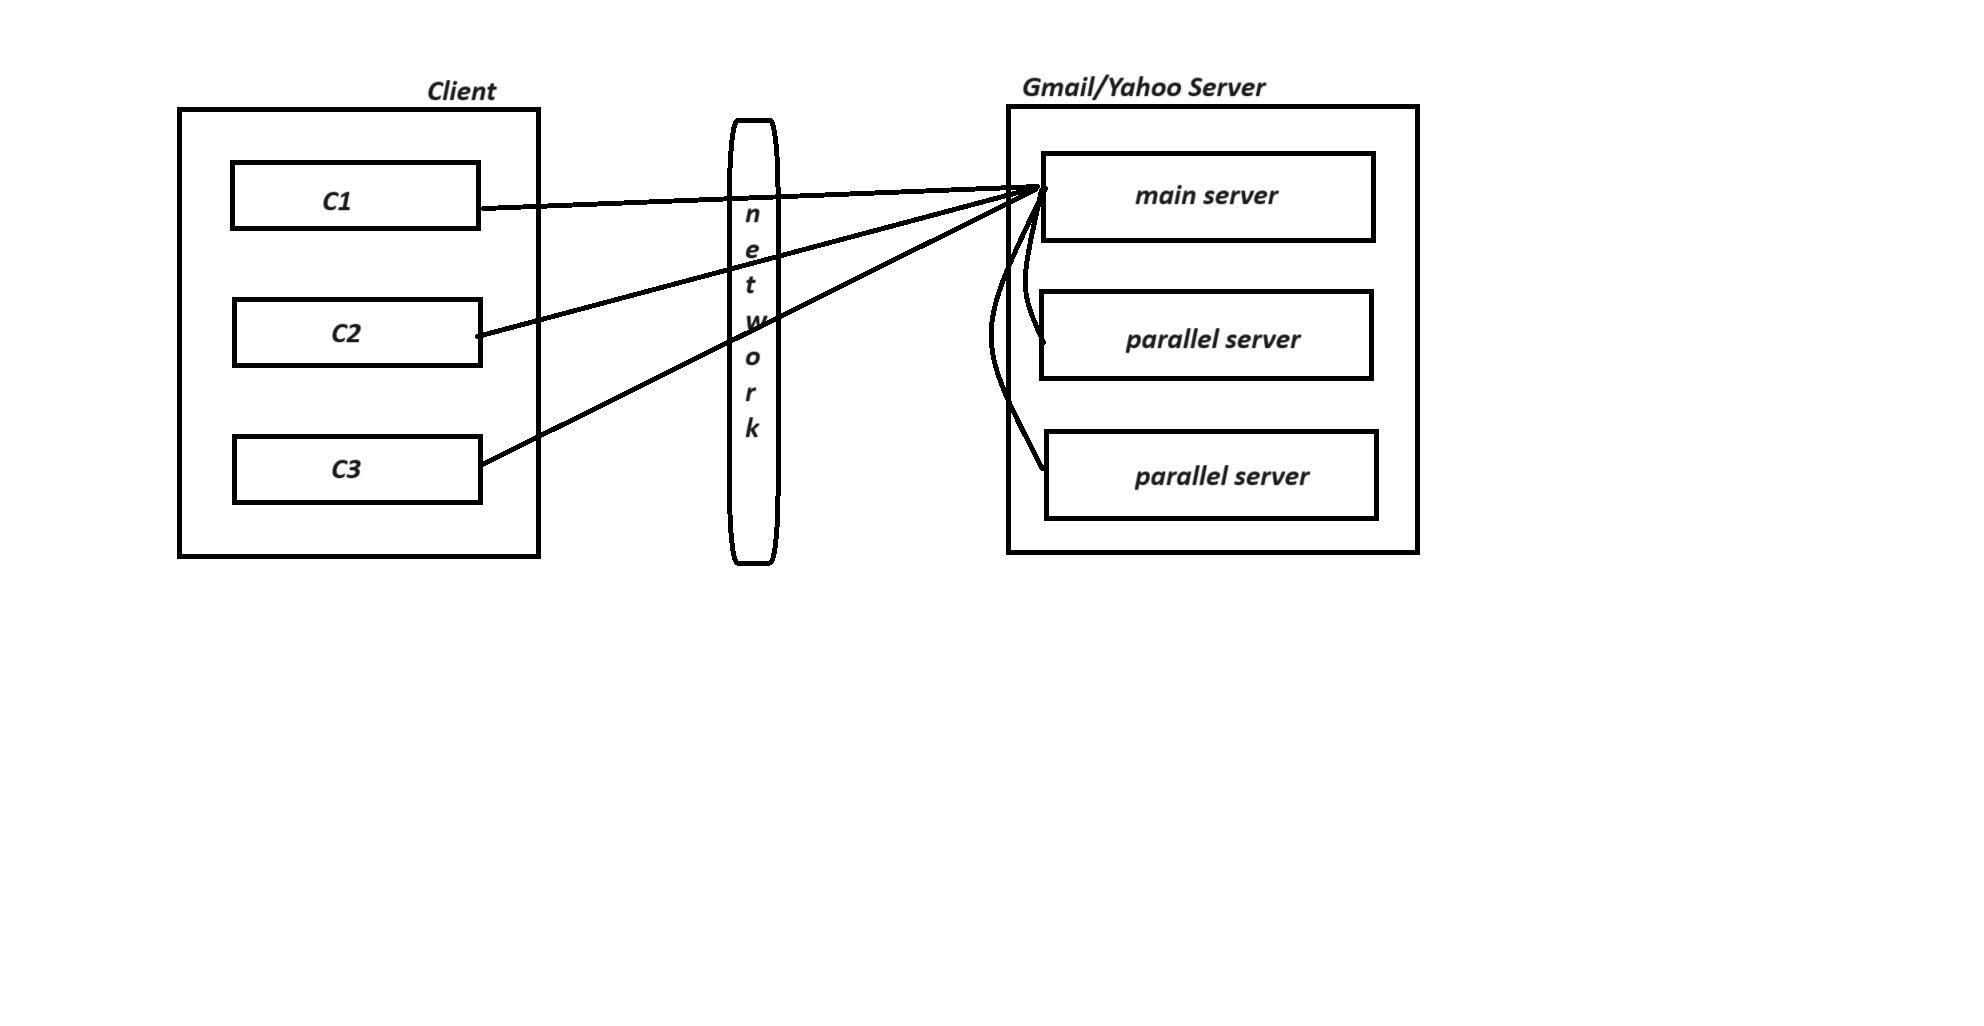 Client
Gmail/Yahoo Server
C1
C2
C3
n
e
t
w
o
r
k
main server
parallel server
parallel server